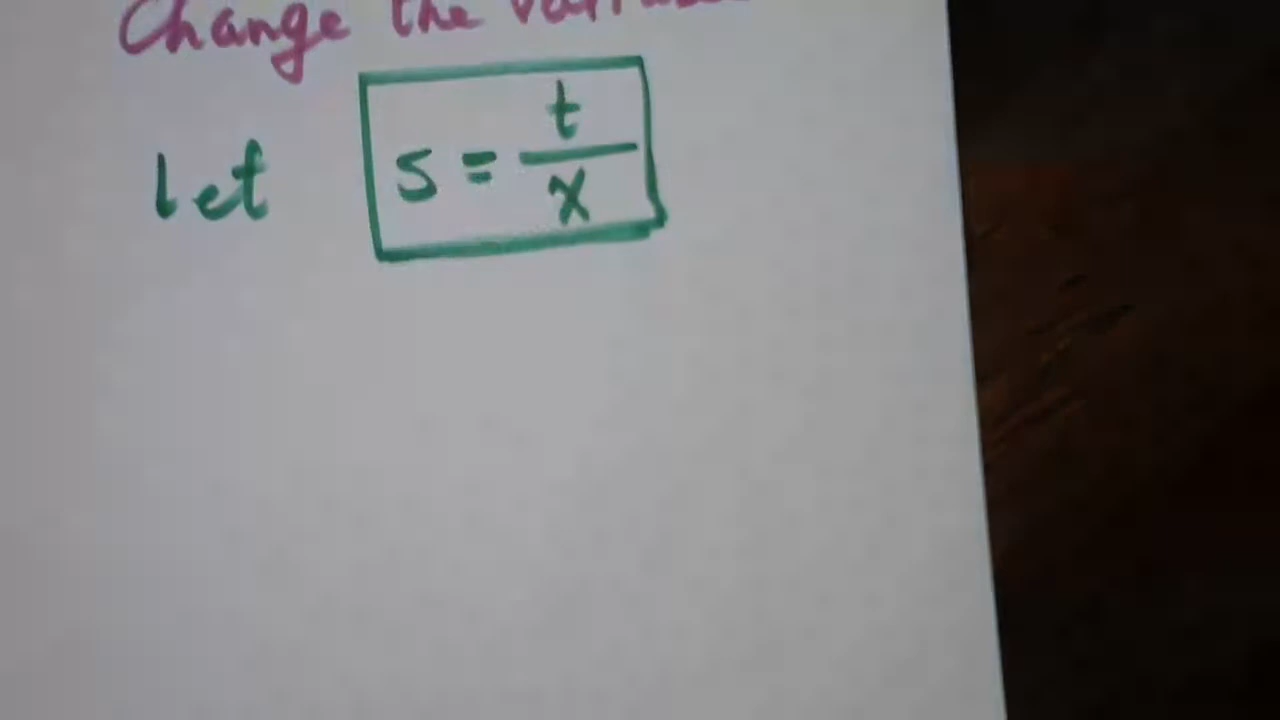 Change the
let s = t/x